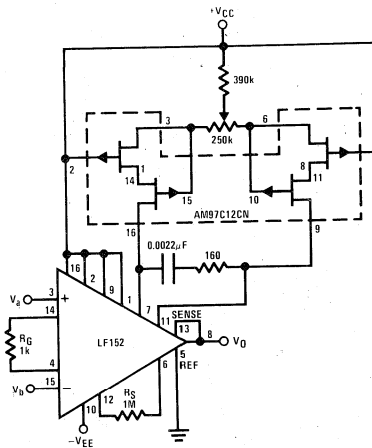 +VCC
390k
3
6
250k
2
1
8
14
11
15
10
16
AM97C12CN
9
0.0022μF
160
16
2
9
1
7
11
SENSE
13
Va
3
+
14
RG
1k
LF152
8
VO
4
5
REF
Vb
15
−
6
12
RS
1M
10
−VEE